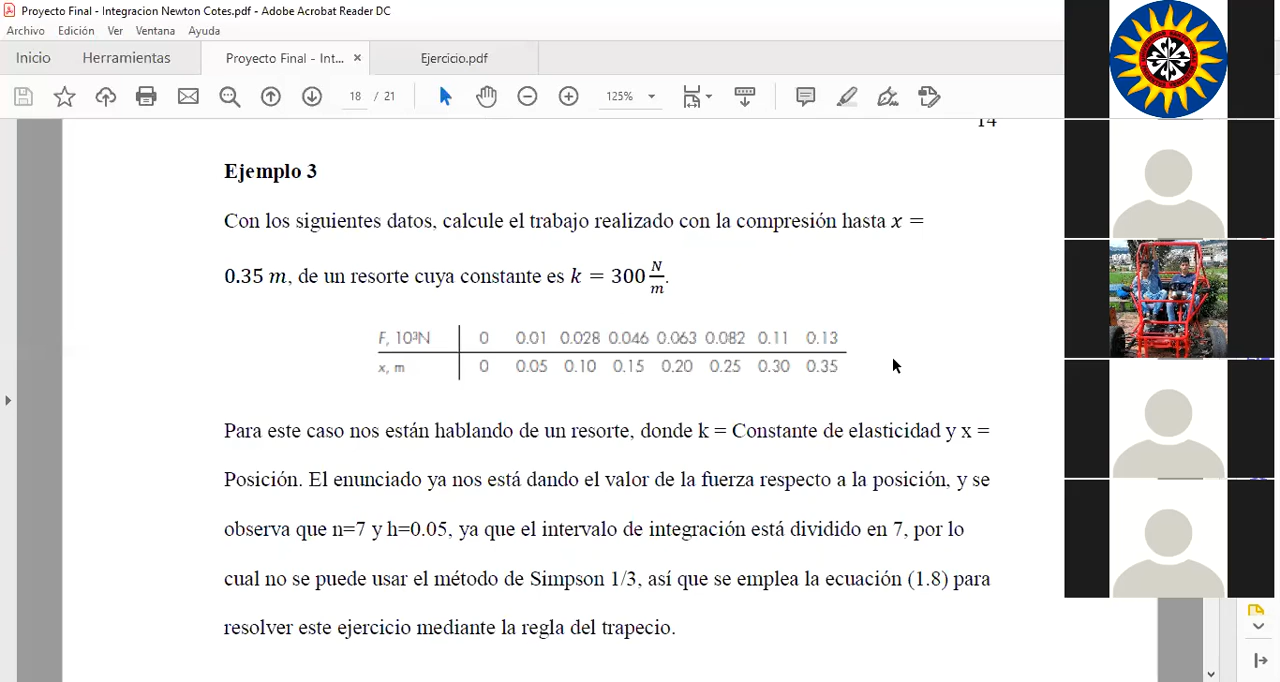 Proyecto Final - Integracion Newton Cotes.pdf - Adobe Acrobat Reader DC
Archivo Edición Ver Ventana Ayuda
Inicio Herramientas Proyecto Final - Int... × Ejercicio.pdf
18 / 21 125%
14
Ejemplo 3
Con los siguientes datos, calcule el trabajo realizado con la compresión hasta x =
0.35 m, de un resorte cuya constante es k = 300 N/m.
F, 10³N 0 0.01 0.028 0.046 0.063 0.082 0.11 0.13
x, m 0 0.05 0.10 0.15 0.20 0.25 0.30 0.35
Para este caso nos están hablando de un resorte, donde k = Constante de elasticidad y x =
Posición. El enunciado ya nos está dando el valor de la fuerza respecto a la posición, y se
observa que n=7 y h=0.05, ya que el intervalo de integración está dividido en 7, por lo
cual no se puede usar el método de Simpson 1/3, así que se emplea la ecuación (1.8) para
resolver este ejercicio mediante la regla del trapecio.